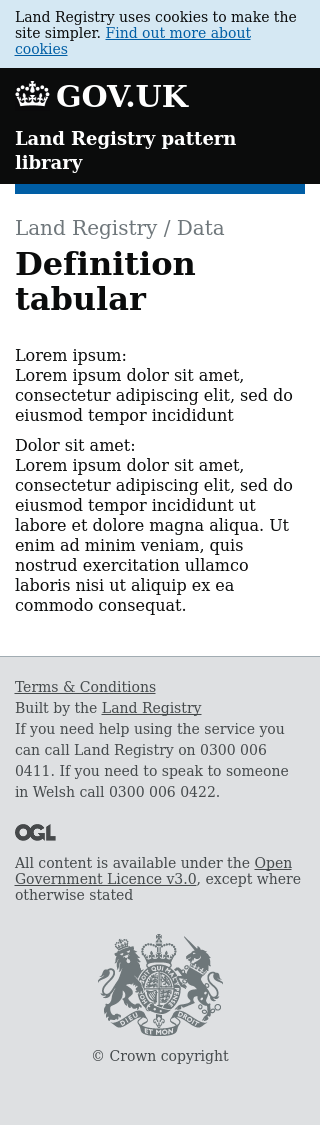 Land Registry uses cookies to make the
site simpler. Find out more about
cookies
GOV.UK
Land Registry pattern
library
Land Registry / Data
Definition
tabular
Lorem ipsum:
Lorem ipsum dolor sit amet,
consectetur adipiscing elit, sed do
eiusmod tempor incididunt
Dolor sit amet:
Lorem ipsum dolor sit amet,
consectetur adipiscing elit, sed do
eiusmod tempor incididunt ut
labore et dolore magna aliqua. Ut
enim ad minim veniam, quis
nostrud exercitation ullamco
laboris nisi ut aliquip ex ea
commodo consequat.
Terms & Conditions
Built by the Land Registry
If you need help using the service you
can call Land Registry on 0300 006
0411. If you need to speak to someone
in Welsh call 0300 006 0422.
OGL
All content is available under the Open
Government Licence v3.0, except where
otherwise stated
DIEU ET MON DROIT
© Crown copyright